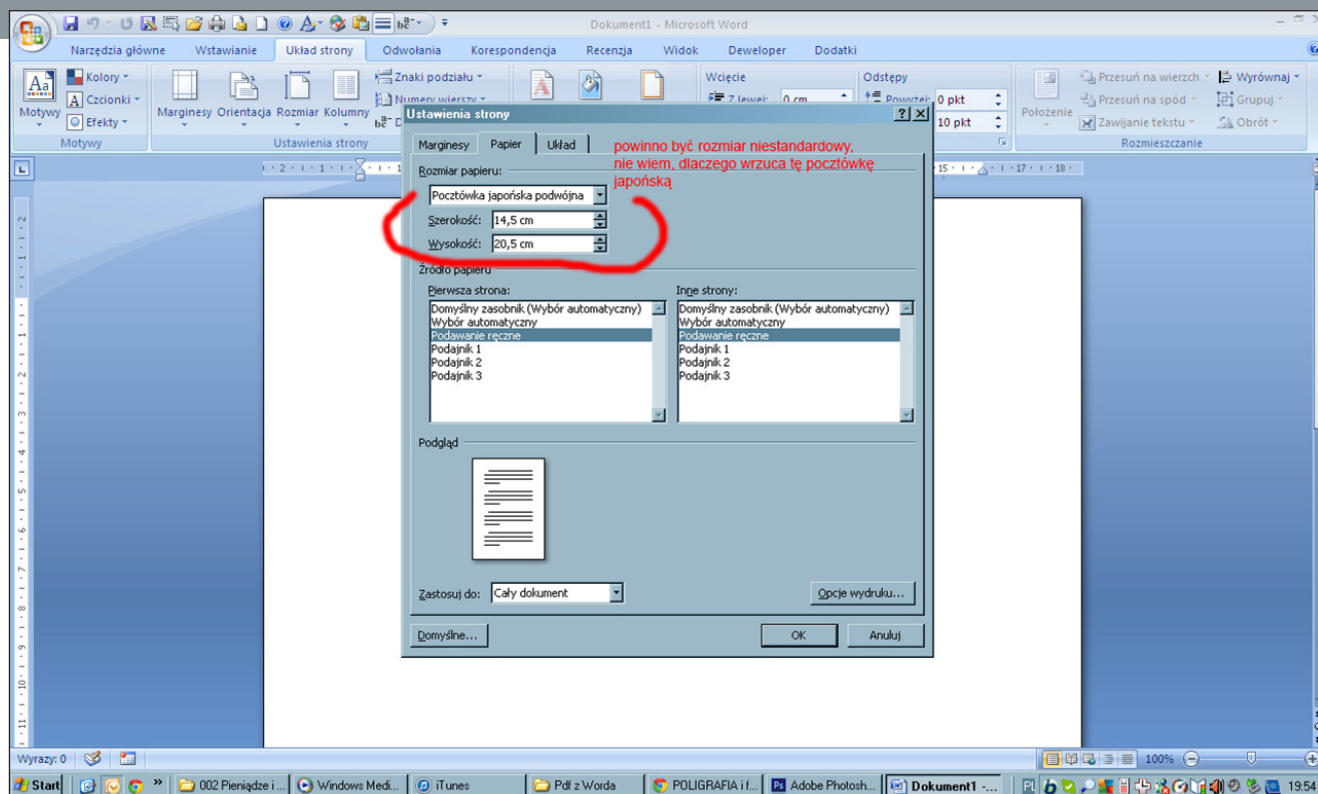 Dokument1 - Microsoft Word
Narzędzia główne Wstawianie Układ strony Odwołania Korespondencja Recenzja Widok Deweloper Dodatki
Aa Kolory
A Czcionki
Motywy Efekty
Motywy
Marginesy Orientacja Rozmiar Kolumny
Znaki podziału
Numery wierszy
Ustawienia strony
Wcięcie
Z lewej: 0 cm
Odstępy
Powyżej: 0 pkt
10 pkt
Położenie
Przesuń na wierzch
Przesuń na spód
Zawijanie tekstu
Wyrównaj
Grupuj
Obrót
Rozmieszczanie
Ustawienia strony
Marginesy Papier Układ
powinno być rozmiar niestandardowy,
nie wiem, dlaczego wrzuca tę pocztówkę
japońską
Rozmiar papieru:
Pocztówka japońska podwójna
Szerokość: 14,5 cm
Wysokość: 20,5 cm
Źródło papieru
Pierwsza strona:
Domyślny zasobnik (Wybór automatyczny)
Wybór automatyczny
Podawanie ręczne
Podajnik 1
Podajnik 2
Podajnik 3
Inne strony:
Domyślny zasobnik (Wybór automatyczny)
Wybór automatyczny
Podawanie ręczne
Podajnik 1
Podajnik 2
Podajnik 3
Podgląd
Zastosuj do: Cały dokument
Opcje wydruku...
Domyślne... OK Anuluj
Wyrazy: 0 100%
Start 002 Pieniądze i... Windows Medi... iTunes Pdf z Worda POLIGRAFIA i f... Adobe Photosh... Dokument1 -... PL 19:54